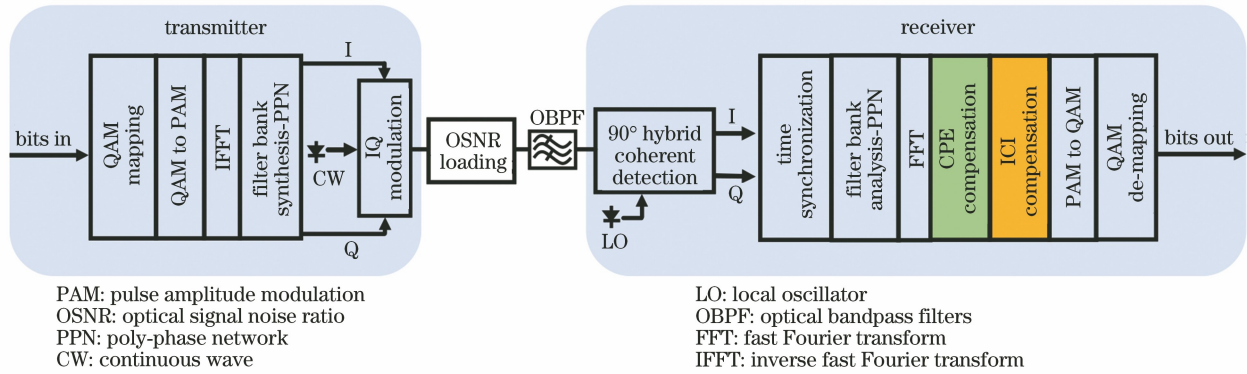 transmitter
receiver
bits in
QAM
mapping
QAM to PAM
IFFT
filter bank
synthesis-PPN
I
Q
CW
IQ
modulation
OSNR
loading
OBPF
90° hybrid
coherent
detection
LO
I
Q
time
synchronization
filter bank
analysis-PPN
FFT
CPE
compensation
ICI
compensation
PAM to QAM
QAM
de-mapping
bits out
PAM: pulse amplitude modulation
OSNR: optical signal noise ratio
PPN: poly-phase network
CW: continuous wave
LO: local oscillator
OBPF: optical bandpass filters
FFT: fast Fourier transform
IFFT: inverse fast Fourier transform